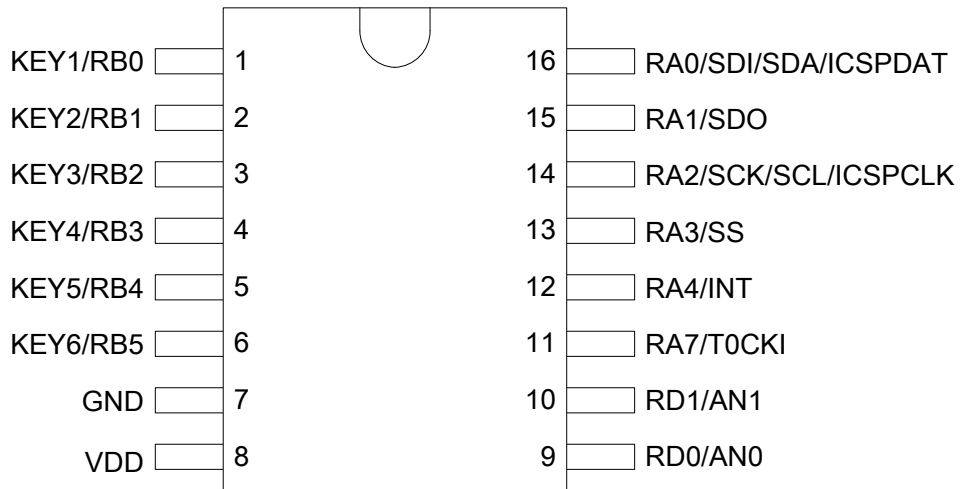 KEY1/RB0 1 16 RA0/SDI/SDA/ICSPDAT
KEY2/RB1 2 15 RA1/SDO
KEY3/RB2 3 14 RA2/SCK/SCL/ICSPCLK
KEY4/RB3 4 13 RA3/SS
KEY5/RB4 5 12 RA4/INT
KEY6/RB5 6 11 RA7/T0CKI
GND 7 10 RD1/AN1
VDD 8 9 RD0/AN0